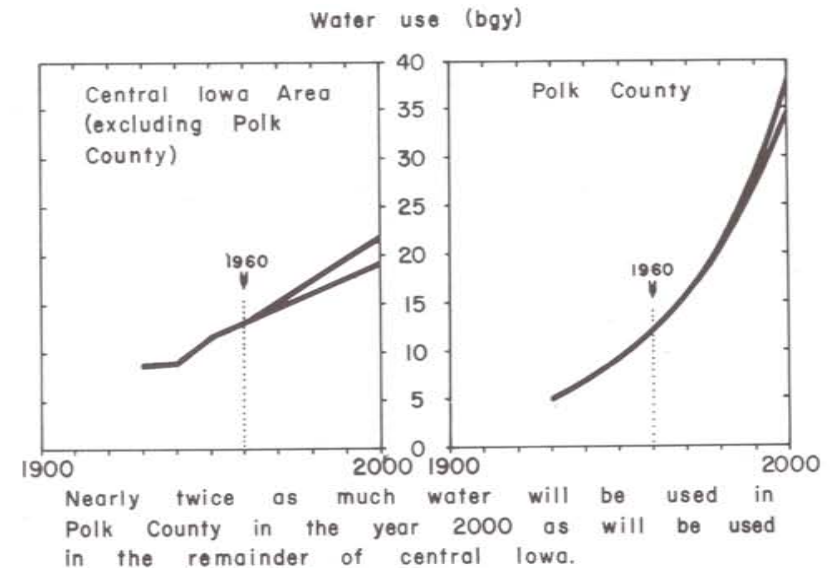 Water use (bgy)
Central Iowa Area
(excluding Polk
County)
1960
40
35
30
25
20
15
10
5
0
Polk County
1960
1900
2000
1900
2000
Nearly twice as much water will be used in
Polk County in the year 2000 as will be used
in the remainder of central Iowa.